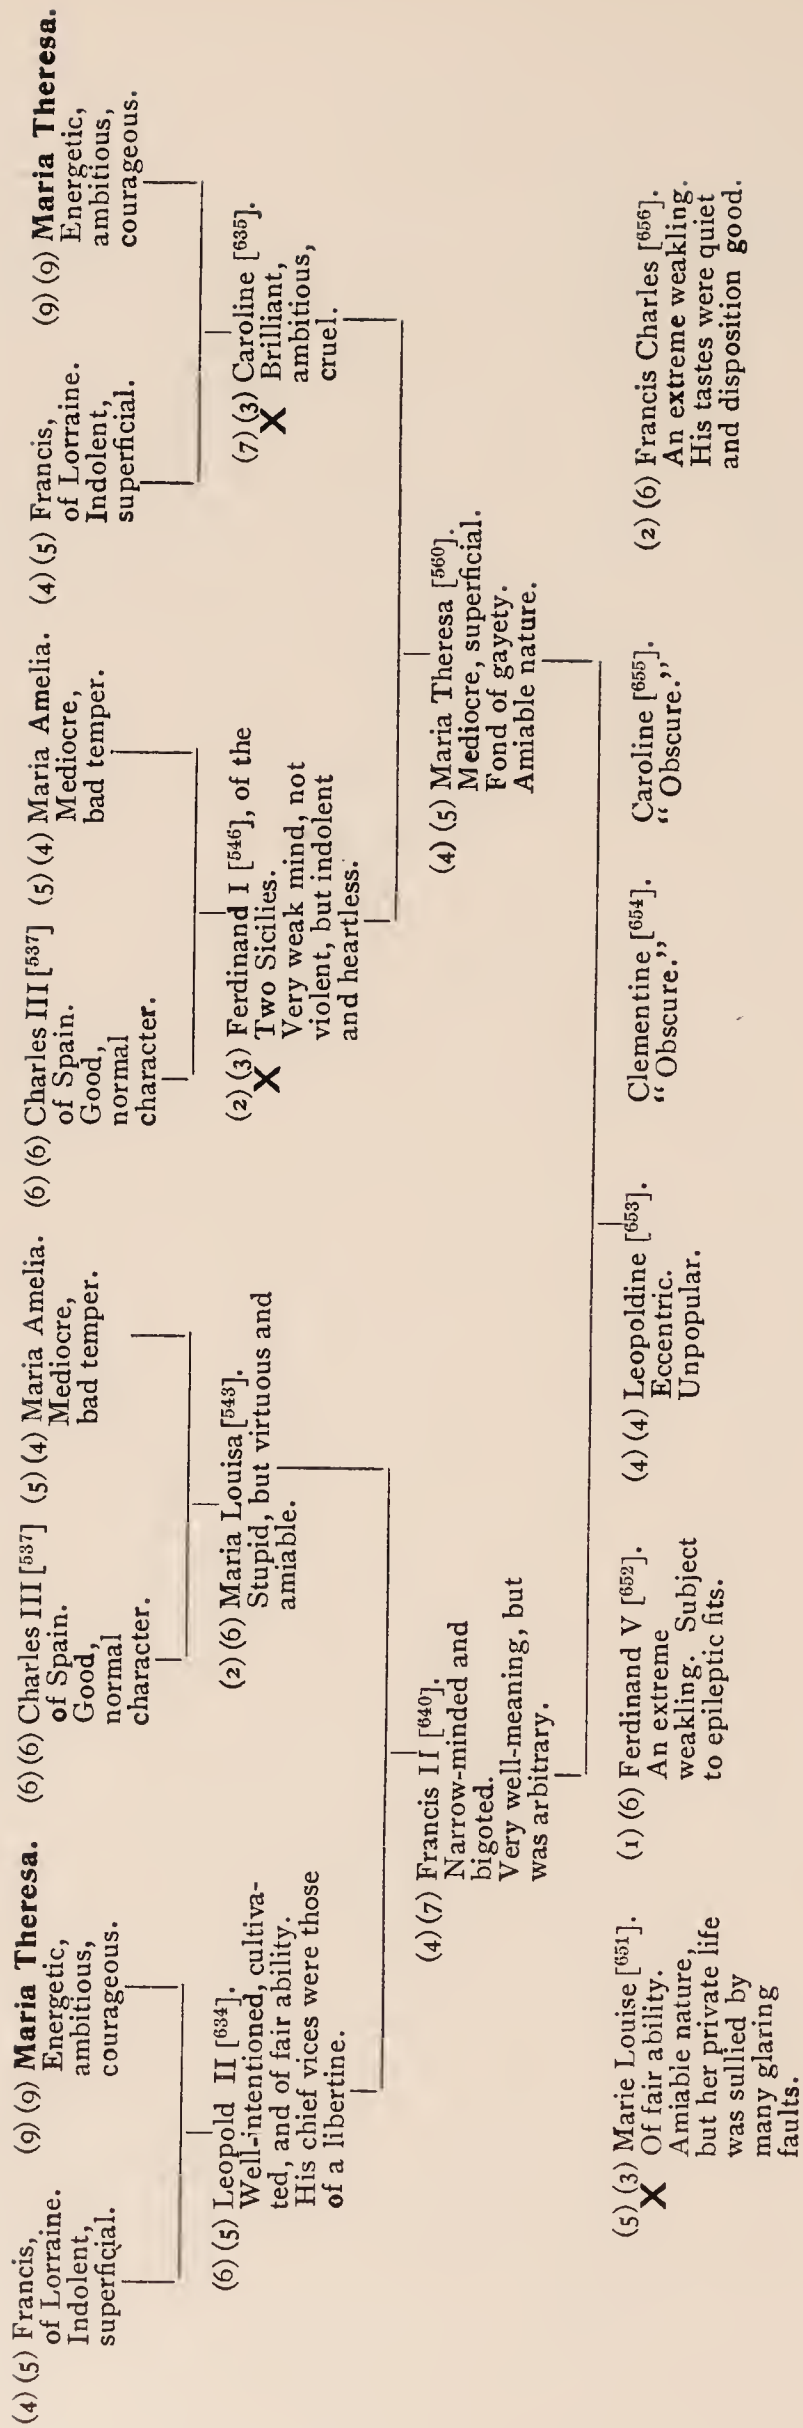 (4) (5) Francis,
of Lorraine.
Indolent,
superficial.
(9) (9) Maria Theresa.
Energetic,
ambitious,
courageous.
(6) (6) Charles III [537]
of Spain.
Good,
normal
character.
(5) (4) Maria Amelia.
Mediocre,
bad temper.
(6) (6) Charles III [537]
of Spain.
Good,
normal
character.
(5) (4) Maria Amelia.
Mediocre,
bad temper.
(4) (5) Francis,
of Lorraine.
Indolent,
superficial.
(9) (9) Maria Theresa.
Energetic,
ambitious,
courageous.
(6) (5) Leopold II [634].
Well-intentioned, cultiva-
ted, and of fair ability.
His chief vices were those
of a libertine.
(2) (6) Maria Louisa [543].
Stupid, but virtuous and
amiable.
(2) (3) Ferdinand I [546], of the
X Two Sicilies.
Very weak mind, not
violent, but indolent
and heartless.
(7) (3) Caroline [635].
X Brilliant,
ambitious,
cruel.
(4) (7) Francis II [640].
Narrow-minded and
bigoted.
Very well-meaning, but
was arbitrary.
(4) (5) Maria Theresa [560].
Mediocre, superficial.
Fond of gayety.
Amiable nature.
(5) (3) Marie Louise [651].
X Of fair ability.
Amiable nature,
but her private life
was sullied by
many glaring
faults.
(1) (6) Ferdinand V [652].
An extreme
weakling. Subject
to epileptic fits.
(4) (4) Leopoldine [653].
Eccentric.
Unpopular.
Clementine [654].
“ Obscure.”
Caroline [655].
“ Obscure.”
(2) (6) Francis Charles [656].
An extreme weakling.
His tastes were quiet
and disposition good.